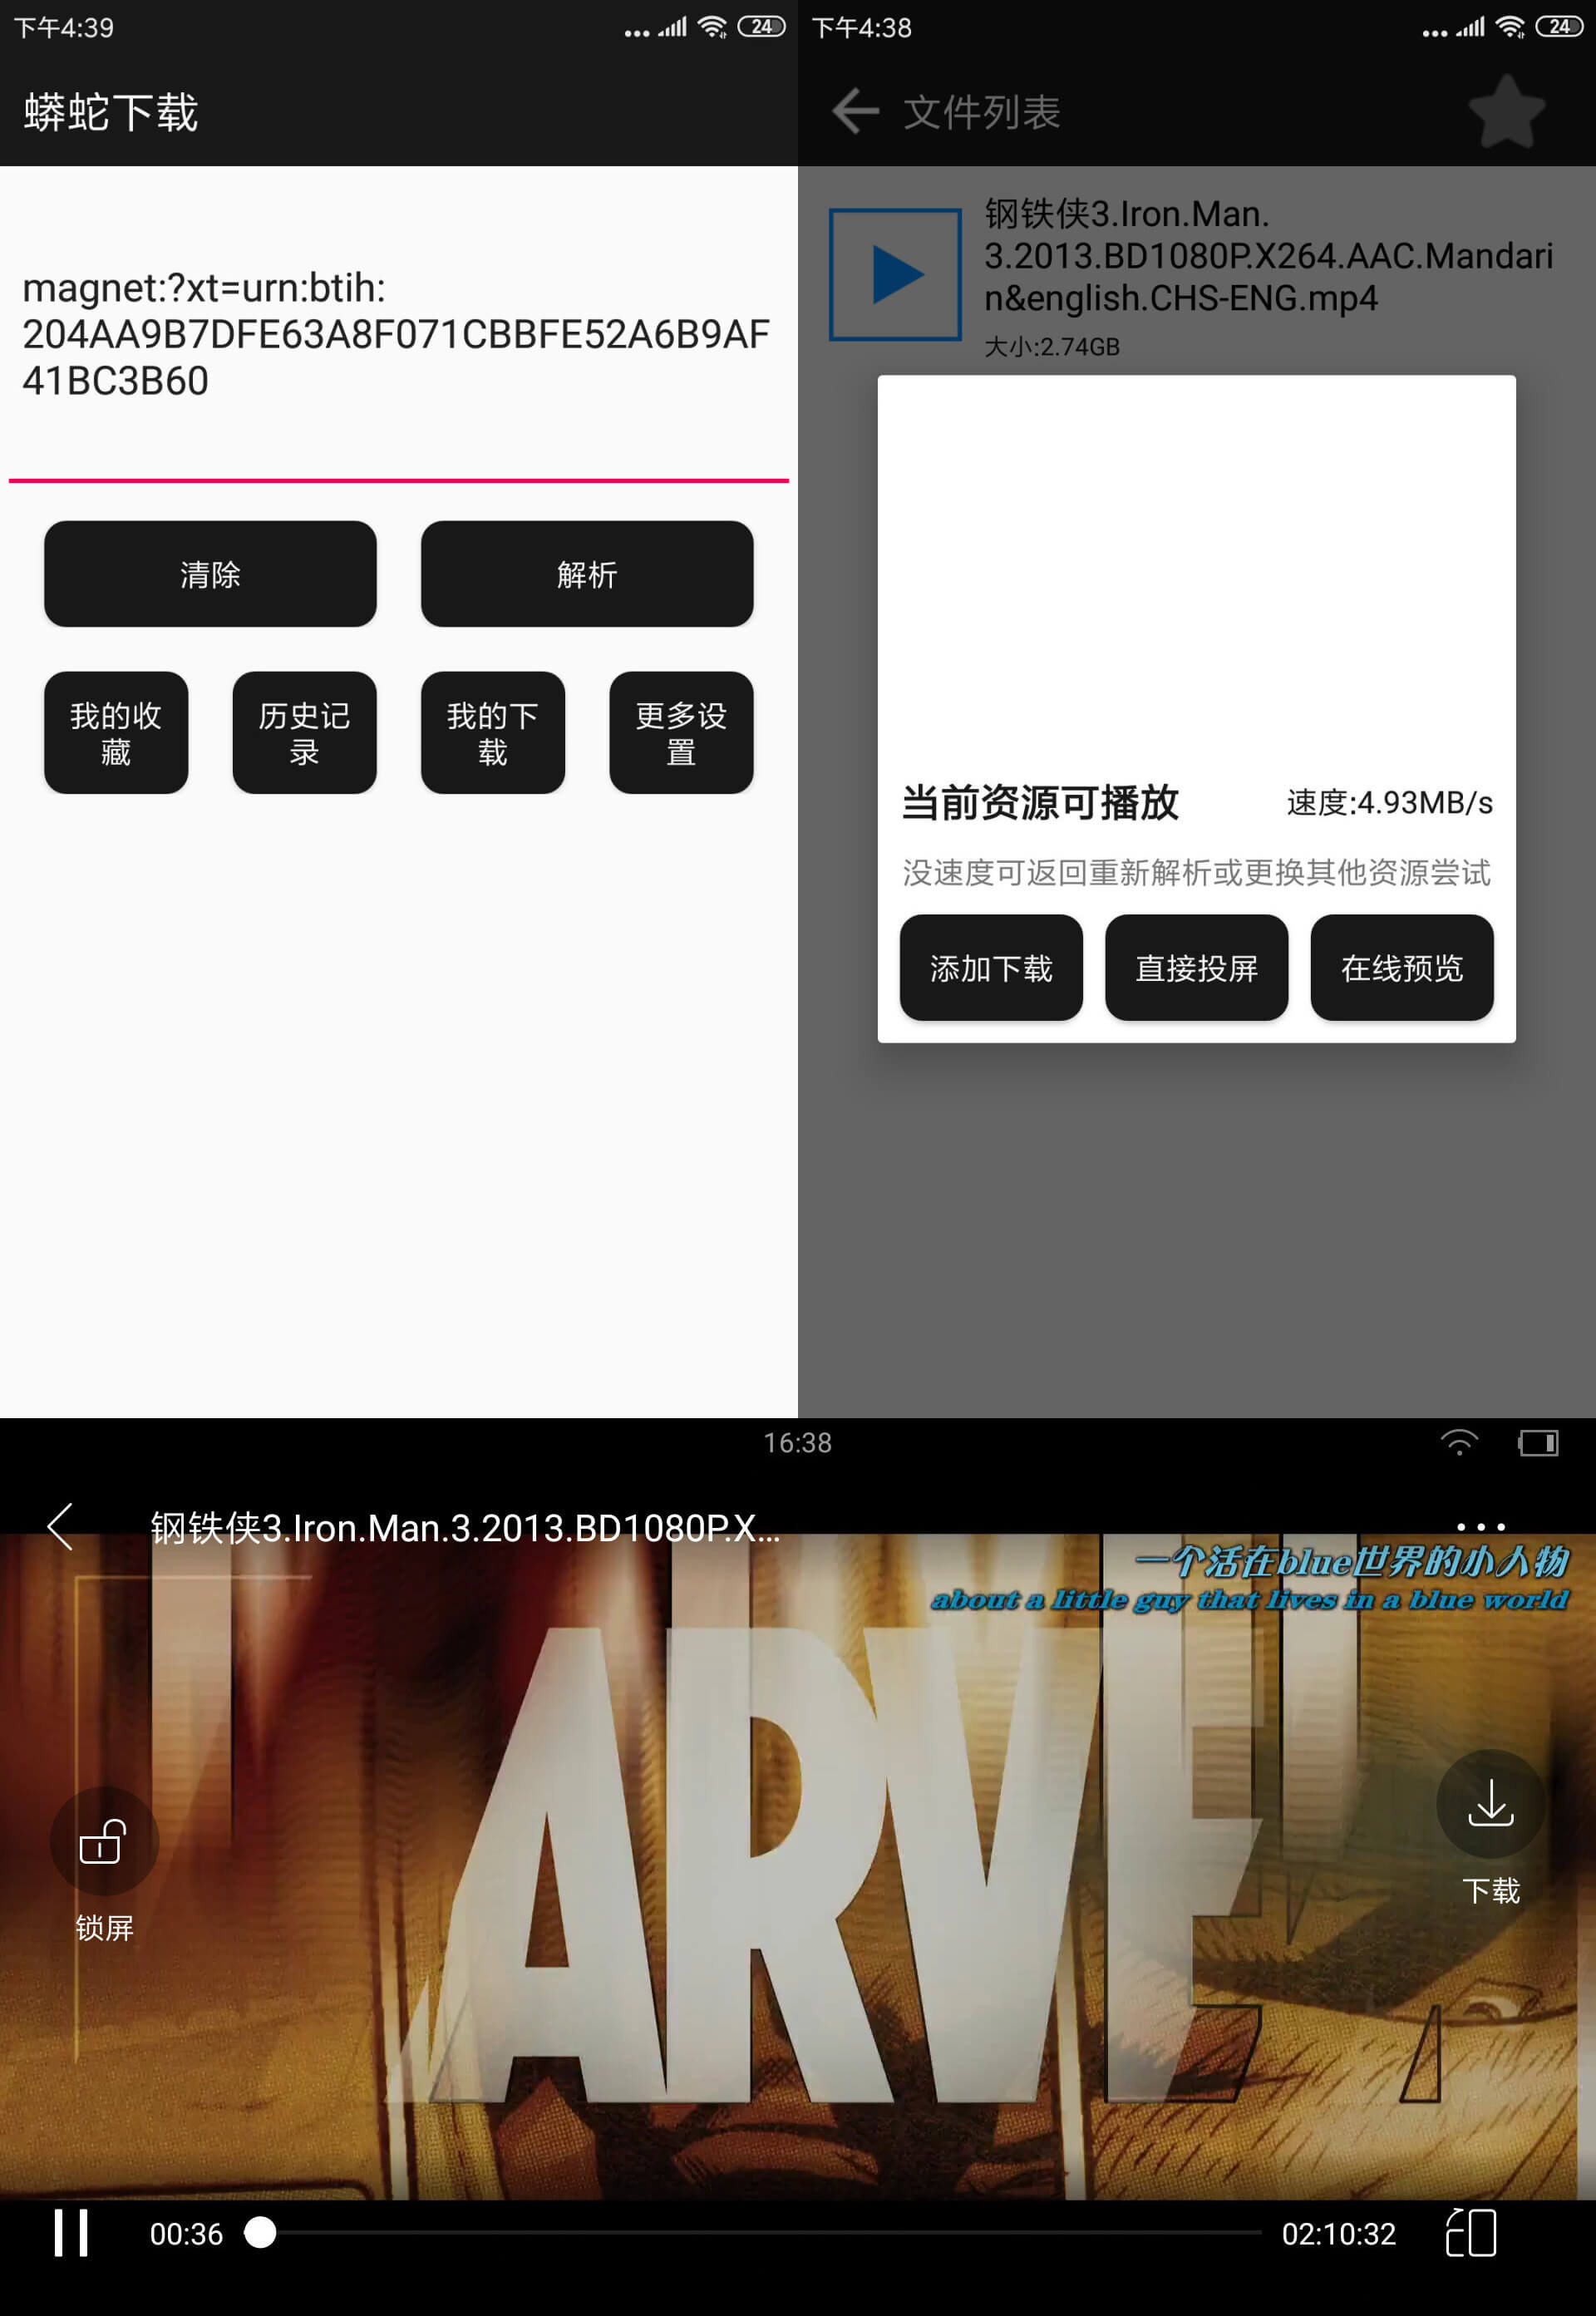 下午4:39
24
蟒蛇下载
magnet:?xt=urn:btih:
204AA9B7DFE63A8F071CBBFE52A6B9AF
41BC3B60
清除
解析
我的收
藏
历史记
录
我的下
载
更多设
置
下午4:38
24
文件列表
钢铁侠3.Iron.Man.
3.2013.BD1080P.X264.AAC.Mandari
n&english.CHS-ENG.mp4
大小:2.74GB
当前资源可播放
速度:4.93MB/s
没速度可返回重新解析或更换其他资源尝试
添加下载
直接投屏
在线预览
16:38
钢铁侠3.Iron.Man.3.2013.BD1080P.X...
一个活在blue世界的小人物
about a little guy that lives in a blue world
ARVE
锁屏
下载
00:36
02:10:32